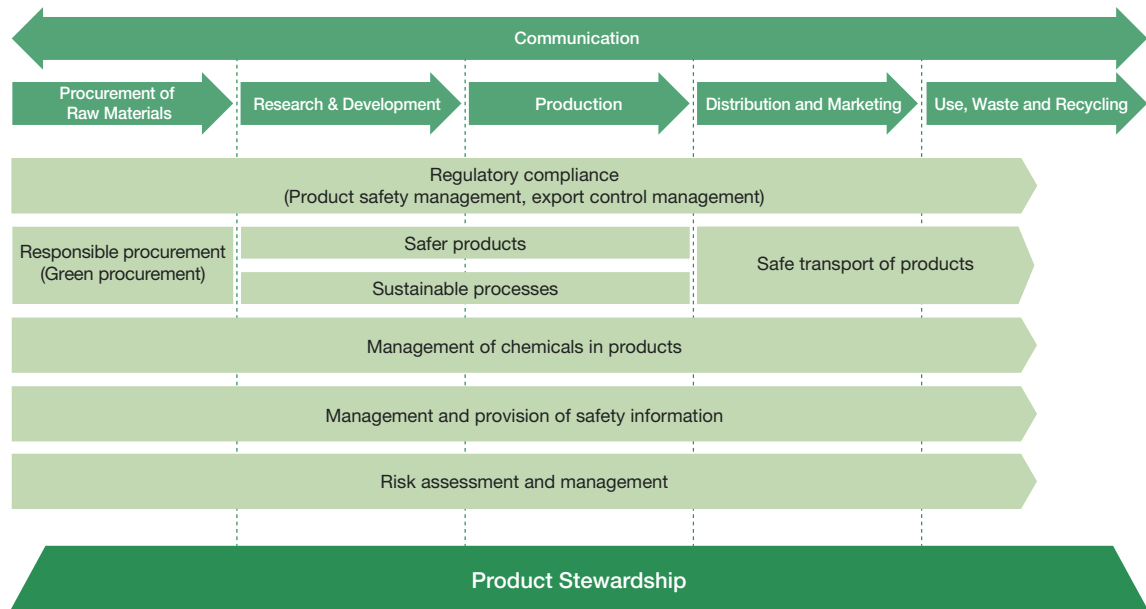 Communication
Procurement of
Raw Materials
Research & Development
Production
Distribution and Marketing
Use, Waste and Recycling
Regulatory compliance
(Product safety management, export control management)
Responsible procurement
(Green procurement)
Safer products
Sustainable processes
Safe transport of products
Management of chemicals in products
Management and provision of safety information
Risk assessment and management
Product Stewardship